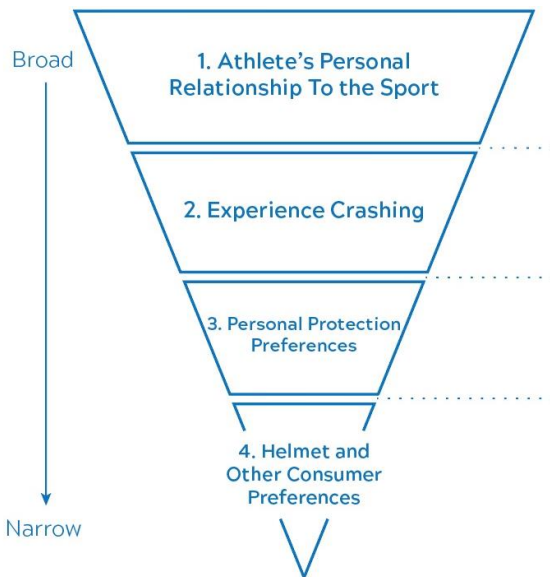 Broad
1. Athlete's Personal
Relationship To the Sport
2. Experience Crashing
3. Personal Protection
Preferences
4. Helmet and
Other Consumer
Preferences
Narrow